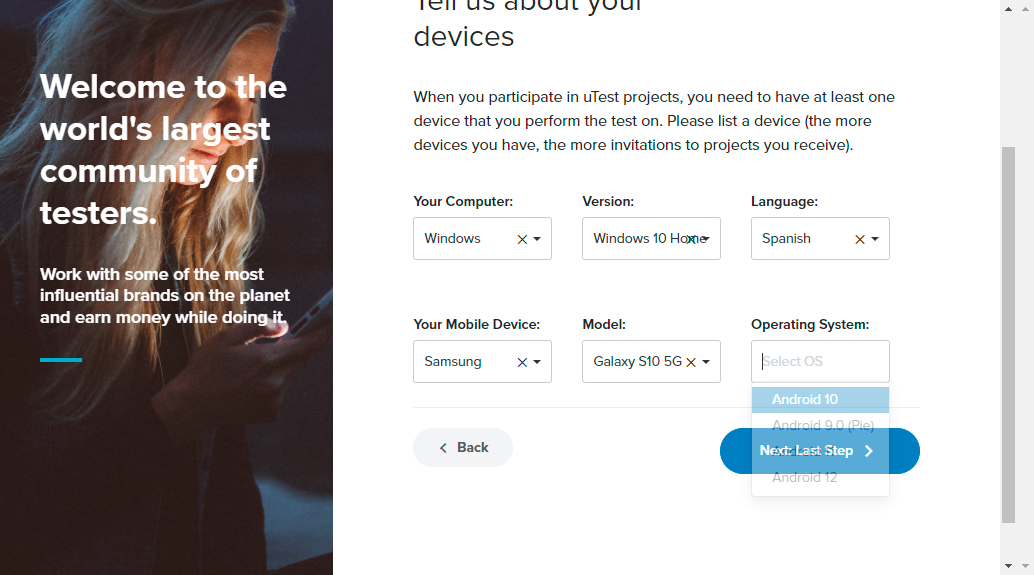 Welcome to the
world's largest
community of
testers.
Work with some of the most
influential brands on the planet
and earn money while doing it.
Tell us about your
devices
When you participate in uTest projects, you need to have at least one
device that you perform the test on. Please list a device (the more
devices you have, the more invitations to projects you receive).
Your Computer: Version: Language:
Windows Windows 10 Home Spanish
Your Mobile Device: Model: Operating System:
Samsung Galaxy S10 5G Select OS
Android 10
Android 9.0 (Pie)
Back Next: Last Step
Android 12